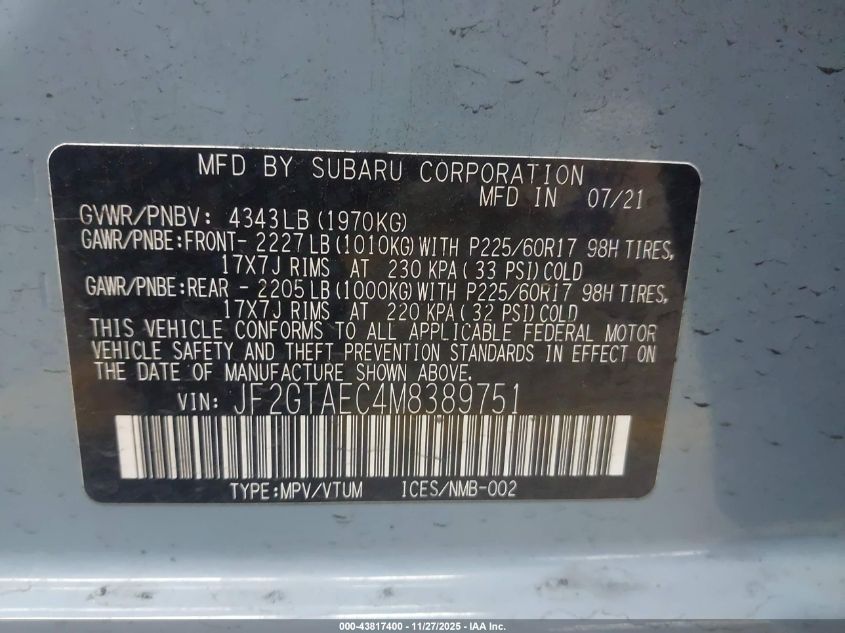 MFD BY SUBARU CORPORATION
MFD IN 07/21
GVWR/PNBV: 4343LB (1970KG)
GAWR/PNBE:FRONT- 2227LB(1010KG)WITH P225/60R17 98H TIRES,
17X7J RIMS AT 230 KPA( 33 PSI)COLD
GAWR/PNBE:REAR - 2205LB(1000KG)WITH P225/60R17 98H TIRES,
17X7J RIMS AT 220 KPA( 32 PSI)COLD
THIS VEHICLE CONFORMS TO ALL APPLICABLE FEDERAL MOTOR
VEHICLE SAFETY AND THEFT PREVENTION STANDARDS IN EFFECT ON
THE DATE OF MANUFACTURE SHOWN ABOVE.
VIN: JF2GTAEC4M8389751
TYPE:MPV/VTUM ICES/NMB-002
000-43817400 - 11/27/2025 - IAA Inc.